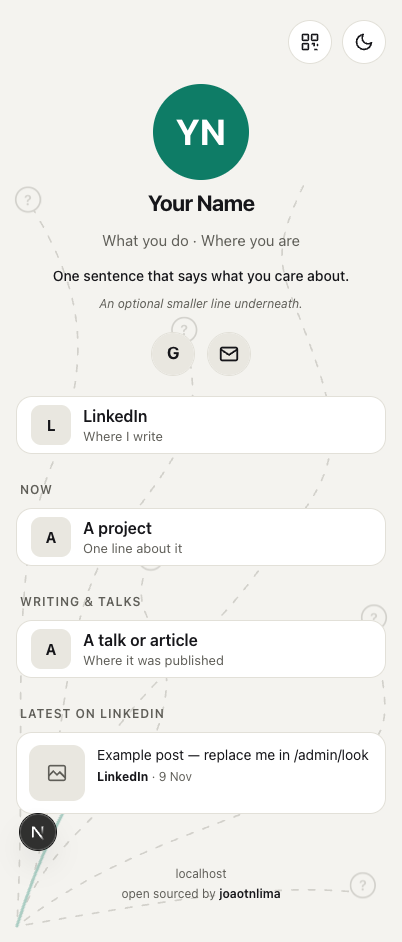 YN
Your Name
What you do · Where you are
One sentence that says what you care about.
An optional smaller line underneath.
?
?
G
L
LinkedIn
Where I write
NOW
A
A project
One line about it
WRITING & TALKS
?
A
A talk or article
Where it was published
LATEST ON LINKEDIN
Example post — replace me in /admin/look
LinkedIn · 9 Nov
N
localhost
open sourced by joaotnlima
?